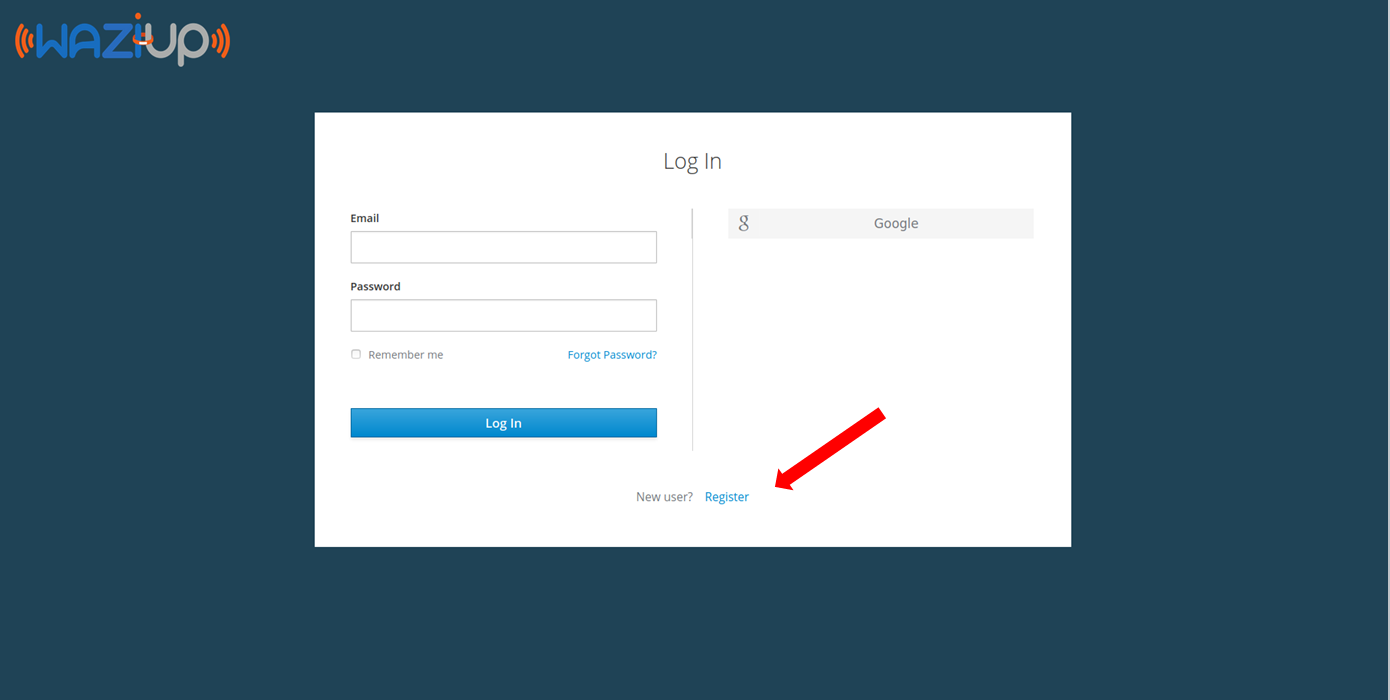 waziup
Log In
Email
Password
Remember me
Forgot Password?
Log In
g
Google
New user? Register